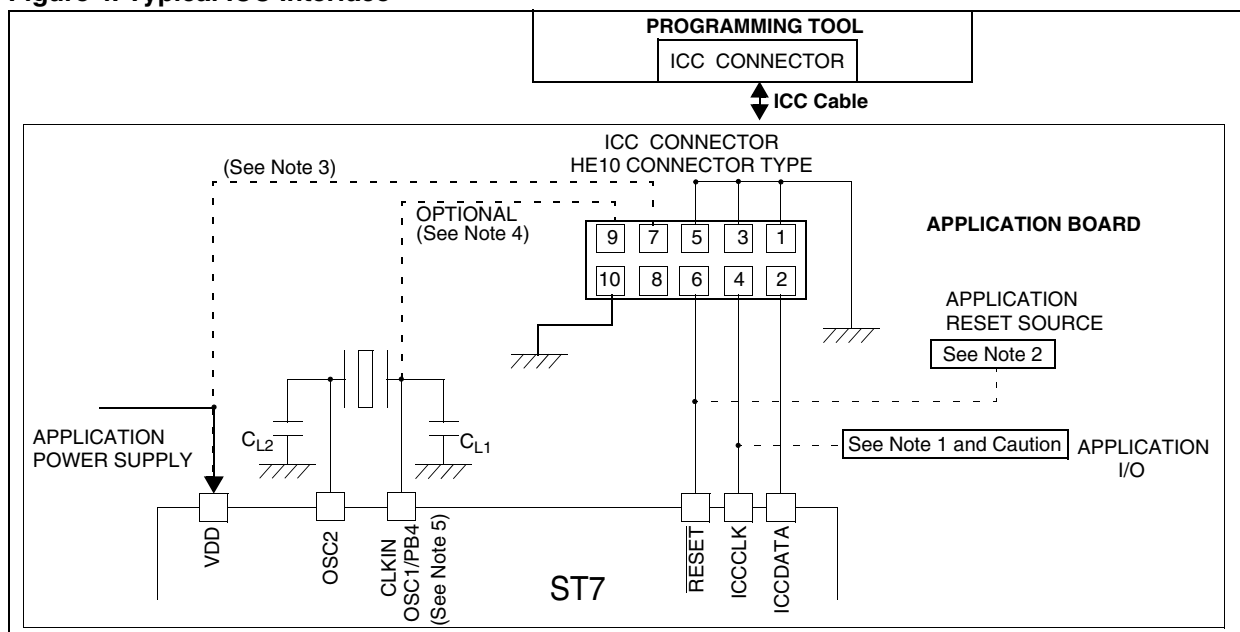 Figure 4. Typical ICC Interface
PROGRAMMING TOOL
ICC CONNECTOR
ICC Cable
ICC CONNECTOR
HE10 CONNECTOR TYPE
(See Note 3)
OPTIONAL
(See Note 4)
9 7 5 3 1
10 8 6 4 2
APPLICATION BOARD
APPLICATION
RESET SOURCE
See Note 2
CL2
CL1
APPLICATION
POWER SUPPLY
See Note 1 and Caution
APPLICATION
I/O
VDD
OSC2
CLKIN
OSC1/PB4
(See Note 5)
RESET
ICCCLK
ICCDATA
ST7